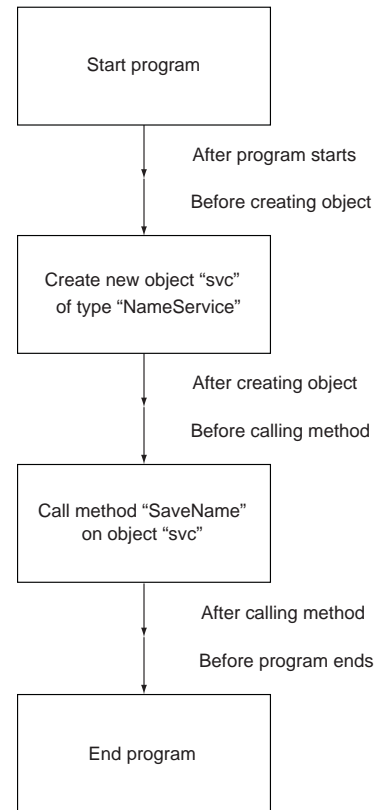 Start program
After program starts
Before creating object
Create new object “svc”
of type “NameService”
After creating object
Before calling method
Call method “SaveName”
on object “svc”
After calling method
Before program ends
End program